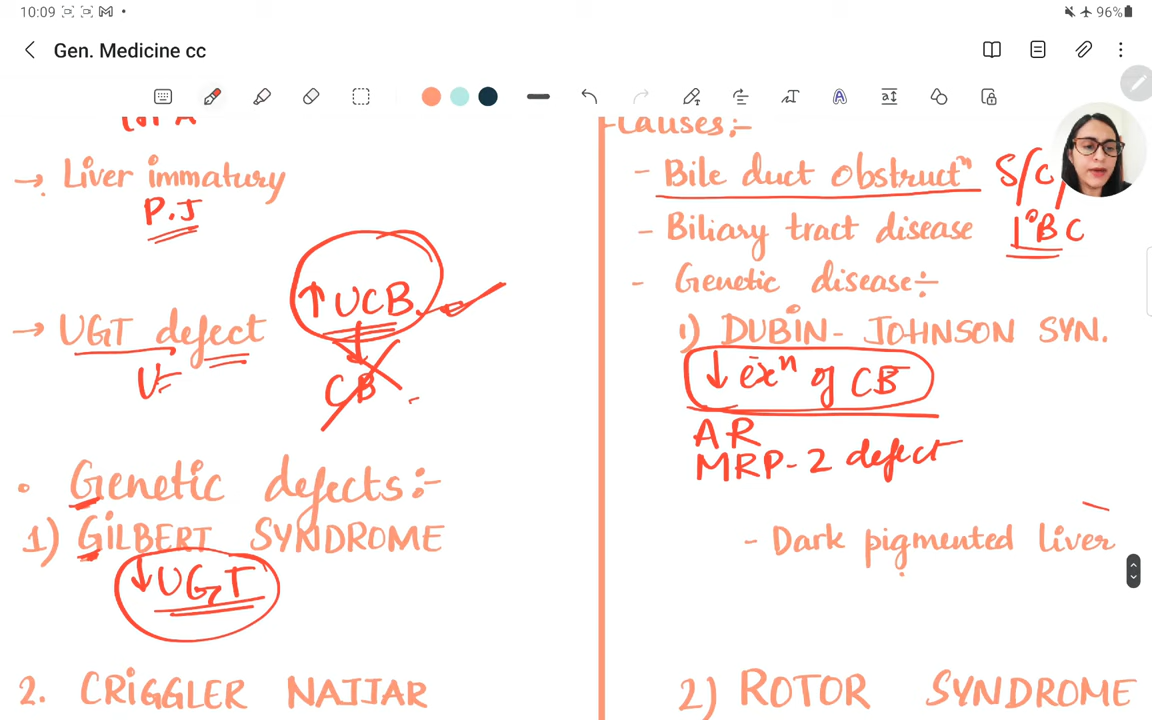 10:09
96%
Gen. Medicine cc
→ Liver immatury
P.J
↑ UCB
→ UGT defect
CB
• Genetic defects:-
1) GILBERT SYNDROME
↓ UGT
2. CRIGGLER NAJJAR
- Causes:-
- Bile duct obstructⁿ S/C/
- Biliary tract disease 1°BC
- Genetic disease:-
1) DUBIN- JOHNSON SYN.
↓ exⁿ of CB
AR
MRP-2 defect
- Dark pigmented liver
2) ROTOR SYNDROME